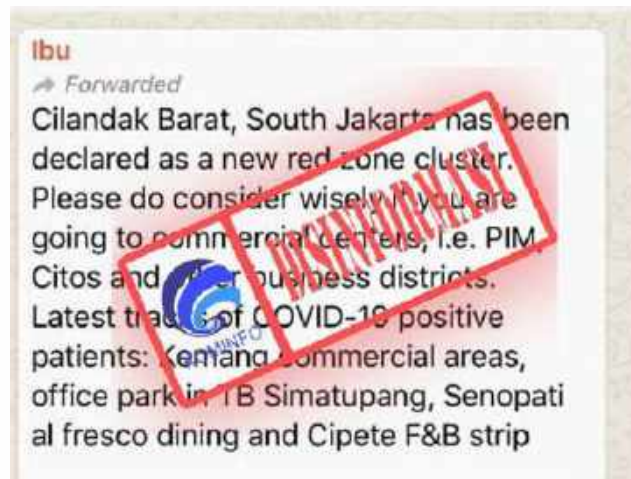 Ibu
Forwarded
Cilandak Barat, South Jakarta has been
declared as a new red zone cluster.
Please do consider wisely if you are
going to commercial centers, i.e. PIM,
Citos and other business districts.
Latest traces of COVID-19 positive
patients: Kemang commercial areas,
office park in TB Simatupang, Senopati
al fresco dining and Cipete F&B strip
DISINFORMASI
KOMINFO